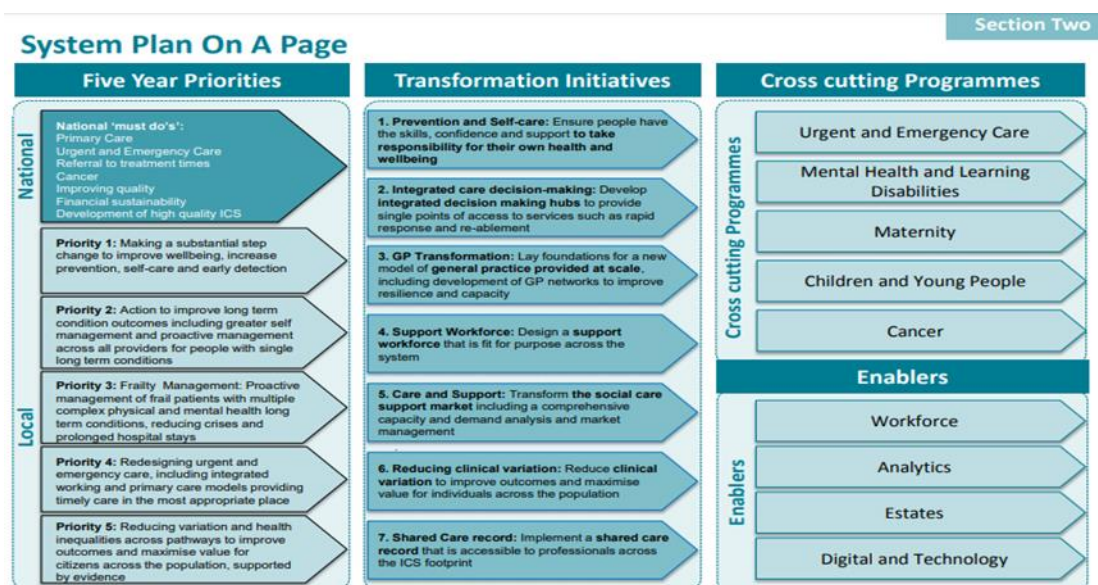 Section Two
System Plan On A Page
Five Year Priorities
National
National 'must do's':
Primary Care
Urgent and Emergency Care
Referral to treatment times
Cancer
Improving quality
Financial sustainability
Development of high quality ICS
Local
Priority 1: Making a substantial step
change to improve wellbeing, increase
prevention, self-care and early detection
Priority 2: Action to improve long term
condition outcomes including greater self
management and proactive management
across all providers for people with single
long term conditions
Priority 3: Frailty Management: Proactive
management of frail patients with multiple
complex physical and mental health long
term conditions, reducing crises and
prolonged hospital stays
Priority 4: Redesigning urgent and
emergency care, including integrated
working and primary care models providing
timely care in the most appropriate place
Priority 5: Reducing variation and health
inequalities across pathways to improve
outcomes and maximise value for
citizens across the population, supported
by evidence
Transformation Initiatives
1. Prevention and Self-care: Ensure people have
the skills, confidence and support to take
responsibility for their own health and
wellbeing
2. Integrated care decision-making: Develop
integrated decision making hubs to provide
single points of access to services such as rapid
response and re-ablement
3. GP Transformation: Lay foundations for a new
model of general practice provided at scale,
including development of GP networks to improve
resilience and capacity
4. Support Workforce: Design a support
workforce that is fit for purpose across the
system
5. Care and Support: Transform the social care
support market including a comprehensive
capacity and demand analysis and market
management
6. Reducing clinical variation: Reduce clinical
variation to improve outcomes and maximise
value for individuals across the population
7. Shared Care record: Implement a shared care
record that is accessible to professionals across
the ICS footprint
Cross cutting Programmes
Cross cutting Programmes
Urgent and Emergency Care
Mental Health and Learning
Disabilities
Maternity
Children and Young People
Cancer
Enablers
Enablers
Workforce
Analytics
Estates
Digital and Technology